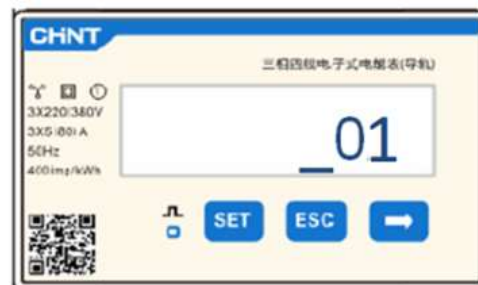 CHNT
三相四线电子式电能表(导轨)
3X220/380V
3X5(80)A
50Hz
400imp/kWh
_01
SET
ESC